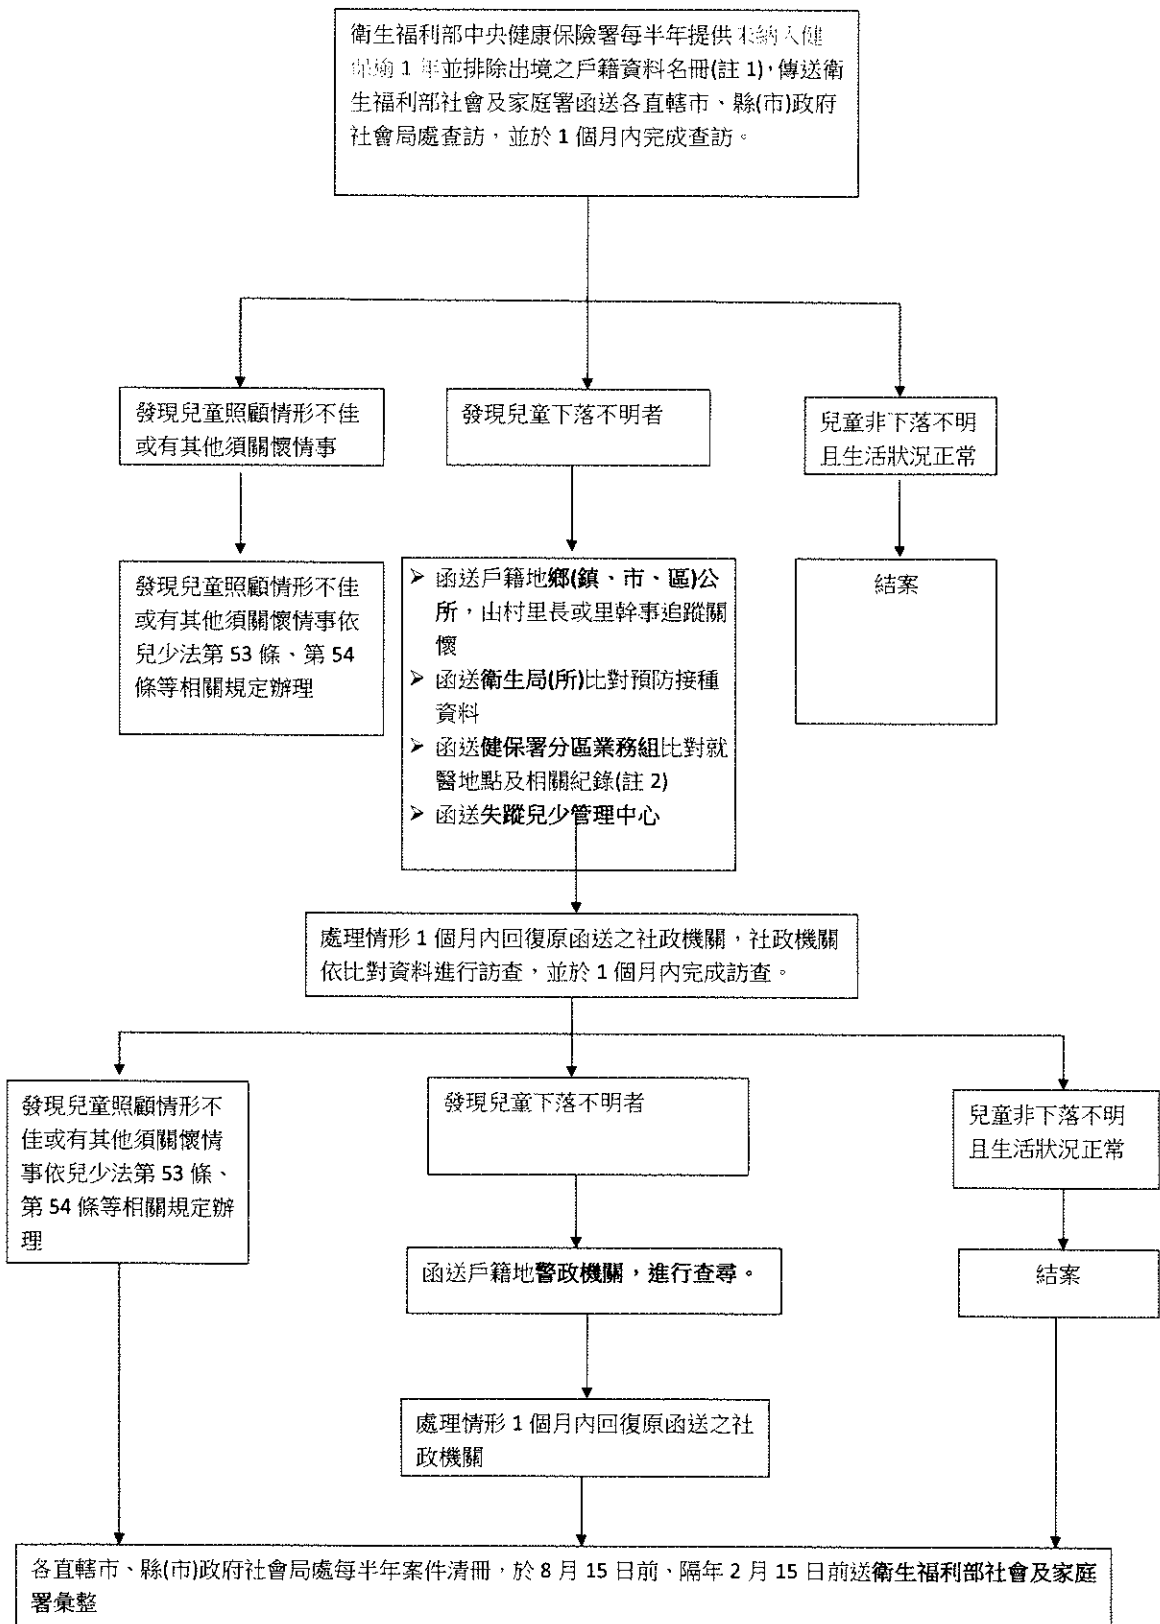 衛生福利部中央健康保險署每半年提供未納入健
保逾 1 年並排除出境之戶籍資料名冊(註 1)，傳送衛
生福利部社會及家庭署函送各直轄市、縣(市)政府
社會局處查訪，並於 1 個月內完成查訪。
發現兒童照顧情形不佳
或有其他須關懷情事
發現兒童下落不明者
兒童非下落不明
且生活狀況正常
發現兒童照顧情形不佳
或有其他須關懷情事依
兒少法第 53 條、第 54
條等相關規定辦理
➢ 函送戶籍地鄉(鎮、市、區)公
所，由村里長或里幹事追蹤關
懷
➢ 函送衛生局(所)比對預防接種
資料
➢ 函送健保署分區業務組比對就
醫地點及相關紀錄(註 2)
➢ 函送失蹤兒少管理中心
結案
處理情形 1 個月內回復原函送之社政機關，社政機關
依比對資料進行訪查，並於 1 個月內完成訪查。
發現兒童照顧情形不
佳或有其他須關懷情
事依兒少法第 53 條、
第 54 條等相關規定辦
理
發現兒童下落不明者
兒童非下落不明
且生活狀況正常
函送戶籍地警政機關，進行查尋。
結案
處理情形 1 個月內回復原函送之社
政機關
各直轄市、縣(市)政府社會局處每半年案件清冊，於 8 月 15 日前、隔年 2 月 15 日前送衛生福利部社會及家庭
署彙整